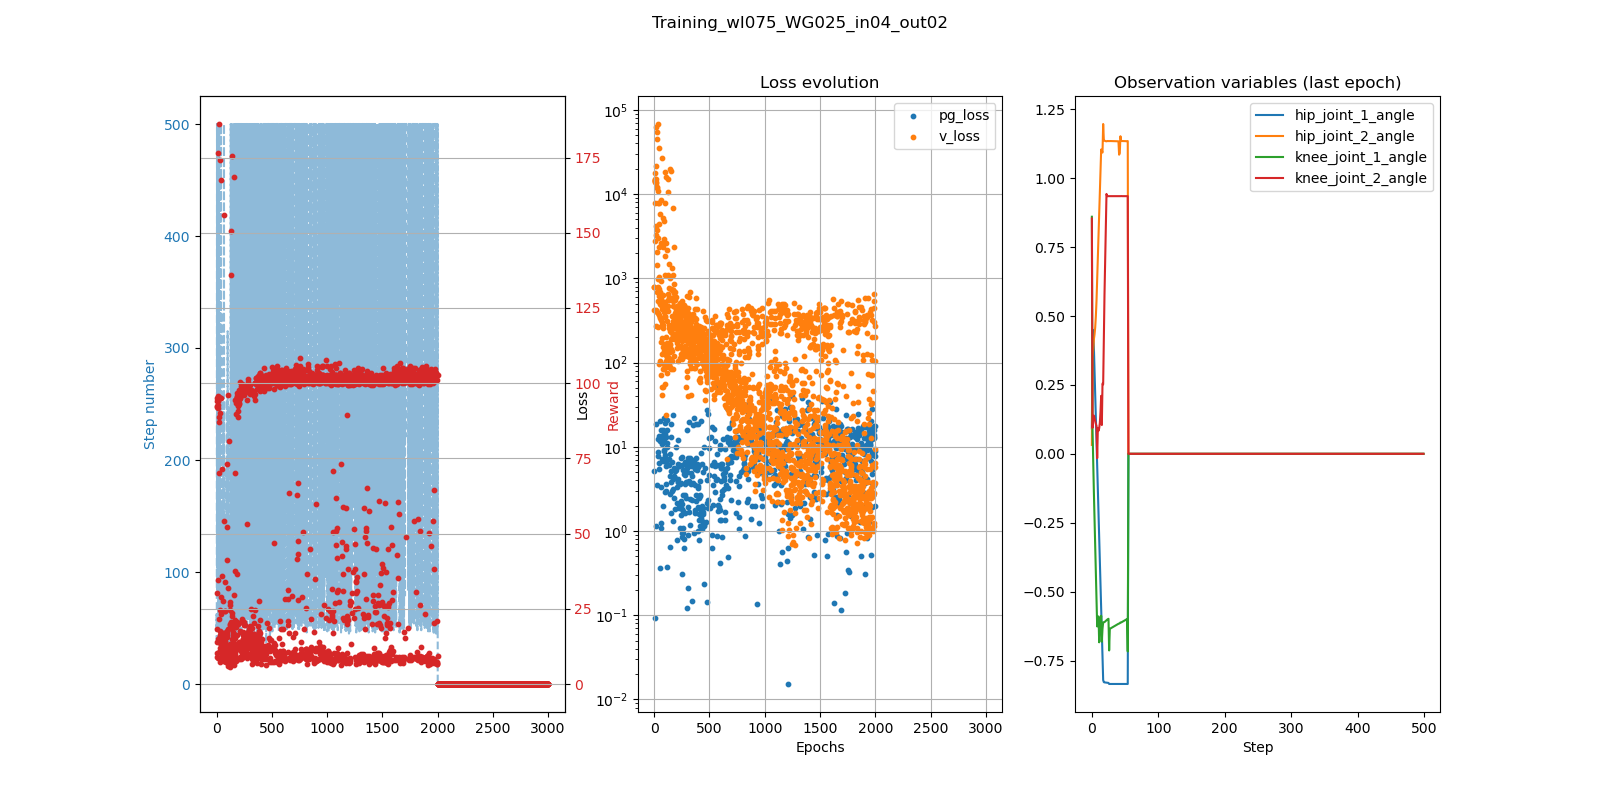 Training_wl075_WG025_in04_out02
Step number
500
400
300
200
100
0
0 500 1000 1500 2000 2500 3000
175
150
125
100
75
50
25
0
Reward
Loss evolution
Loss
10^5
10^4
10^3
10^2
10^1
10^0
10^-1
10^-2
pg_loss
v_loss
0 500 1000 1500 2000 2500 3000
Epochs
Observation variables (last epoch)
1.25
1.00
0.75
0.50
0.25
0.00
−0.25
−0.50
−0.75
hip_joint_1_angle
hip_joint_2_angle
knee_joint_1_angle
knee_joint_2_angle
0 100 200 300 400 500
Step